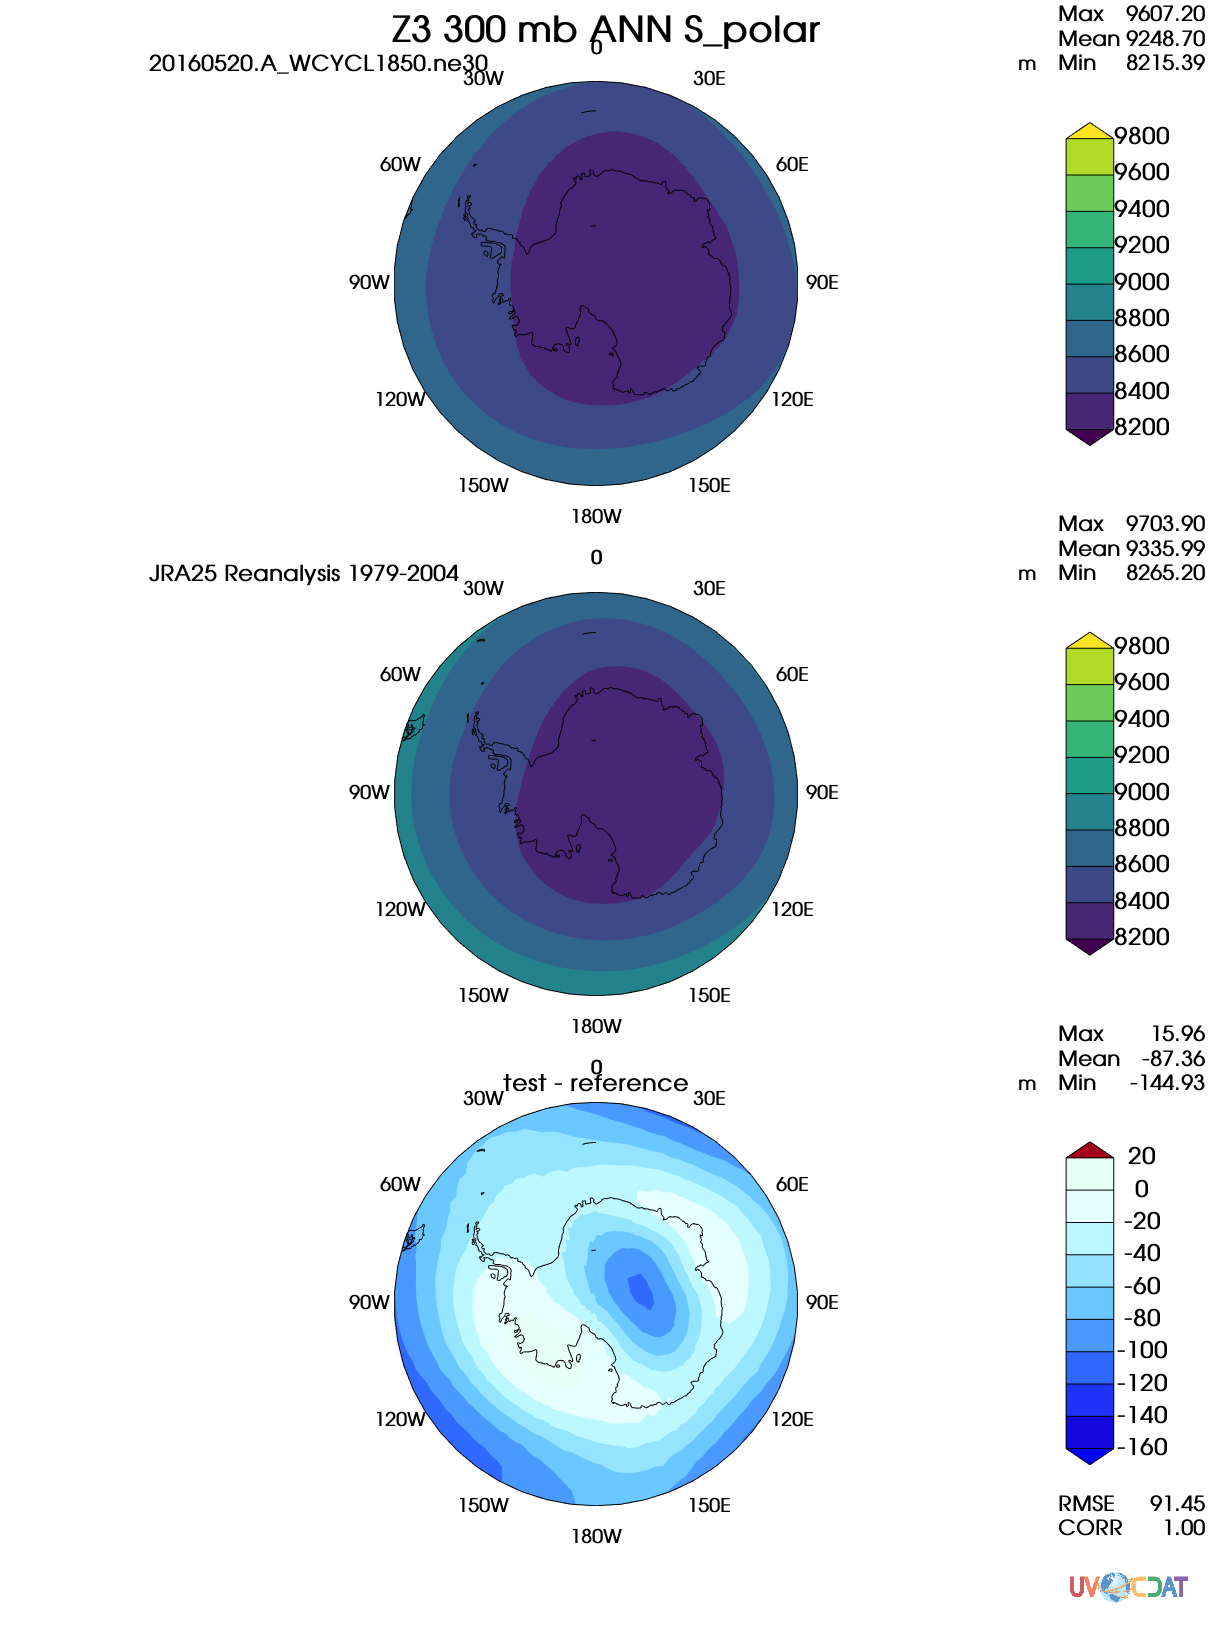 Z3 300 mb ANN S_polar
20160520.A_WCYCL1850.ne30
m
Max 9607.20
Mean 9248.70
Min 8215.39
0
30W 30E
60W 60E
90W 90E
120W 120E
150W 150E
180W
9800
9600
9400
9200
9000
8800
8600
8400
8200
JRA25 Reanalysis 1979-2004
m
Max 9703.90
Mean 9335.99
Min 8265.20
0
30W 30E
60W 60E
90W 90E
120W 120E
150W 150E
180W
9800
9600
9400
9200
9000
8800
8600
8400
8200
test - reference
m
Max 15.96
Mean -87.36
Min -144.93
0
30W 30E
60W 60E
90W 90E
120W 120E
150W 150E
180W
20
0
-20
-40
-60
-80
-100
-120
-140
-160
RMSE 91.45
CORR 1.00
UV CDAT